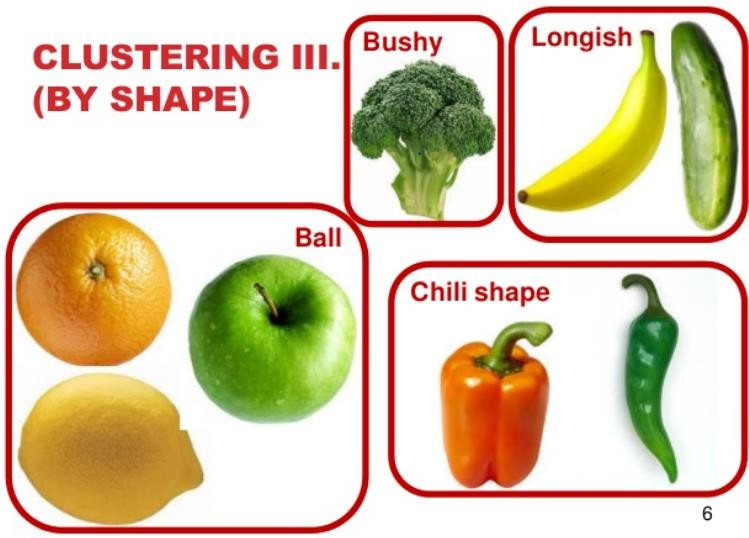 CLUSTERING III.
(BY SHAPE)
Bushy
Longish
Ball
Chili shape
6